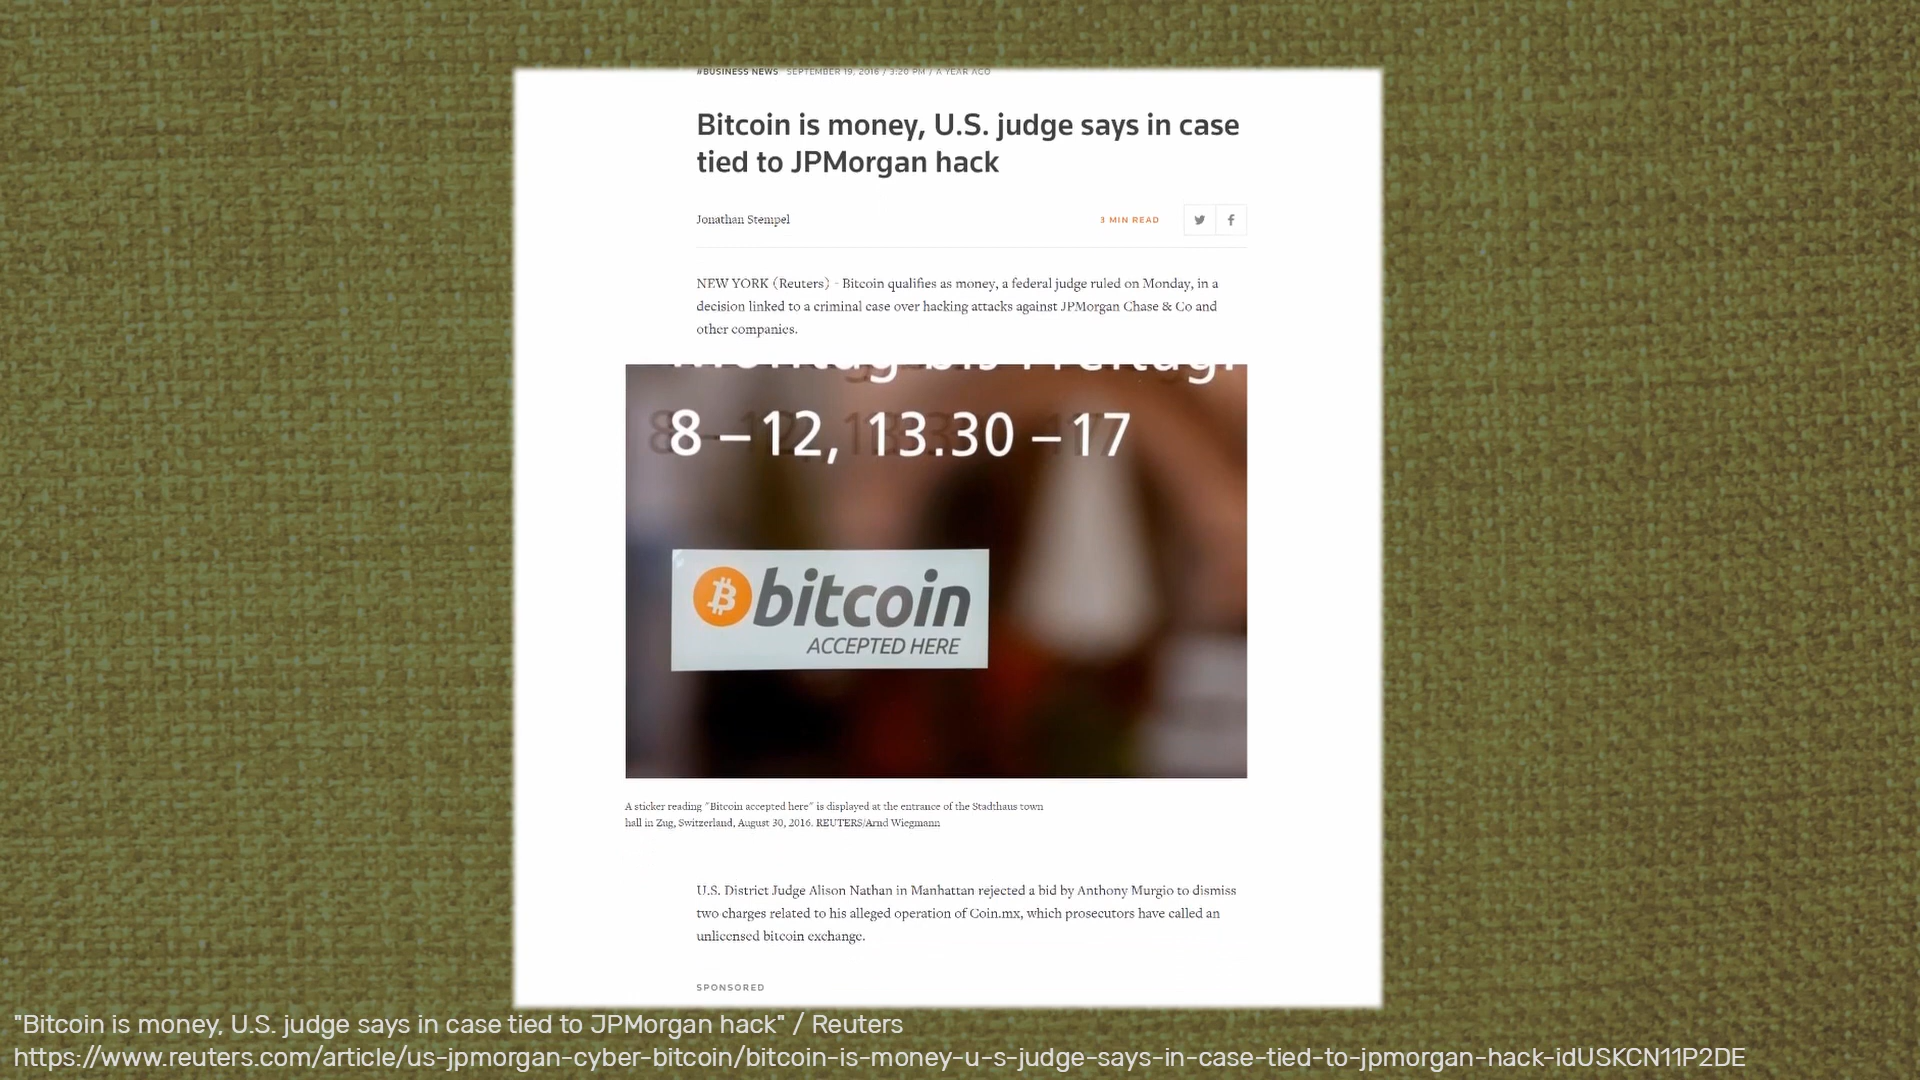 #BUSINESS NEWS SEPTEMBER 19, 2016 / 3:20 PM / A YEAR AGO
Bitcoin is money, U.S. judge says in case
tied to JPMorgan hack
Jonathan Stempel
3 MIN READ
NEW YORK (Reuters) - Bitcoin qualifies as money, a federal judge ruled on Monday, in a
decision linked to a criminal case over hacking attacks against JPMorgan Chase & Co and
other companies.
Montag bis Freitag:
8 – 12, 13.30 – 17
bitcoin
ACCEPTED HERE
A sticker reading "Bitcoin accepted here" is displayed at the entrance of the Stadthaus town
hall in Zug, Switzerland, August 30, 2016. REUTERS/Arnd Wiegmann
U.S. District Judge Alison Nathan in Manhattan rejected a bid by Anthony Murgio to dismiss
two charges related to his alleged operation of Coin.mx, which prosecutors have called an
unlicensed bitcoin exchange.
SPONSORED
"Bitcoin is money, U.S. judge says in case tied to JPMorgan hack" / Reuters
https://www.reuters.com/article/us-jpmorgan-cyber-bitcoin/bitcoin-is-money-u-s-judge-says-in-case-tied-to-jpmorgan-hack-idUSKCN11P2DE